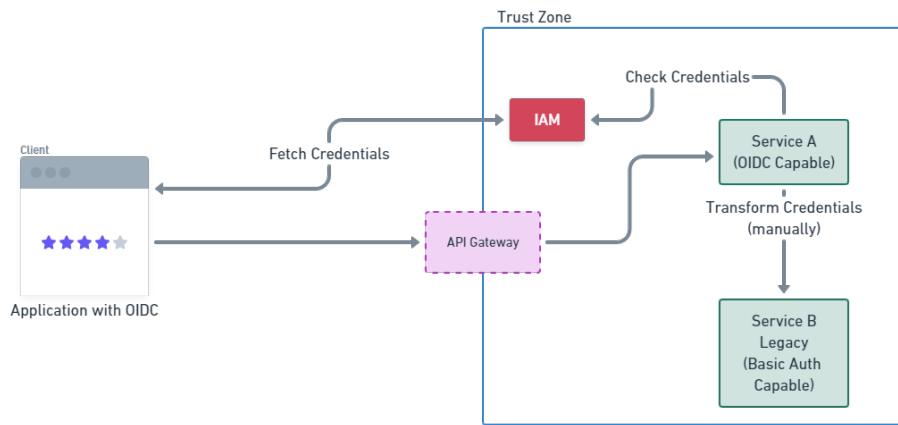 Trust Zone
Check Credentials
IAM
Service A
(OIDC Capable)
Client
Fetch Credentials
Transform Credentials
(manually)
API Gateway
Application with OIDC
Service B
Legacy
(Basic Auth
Capable)